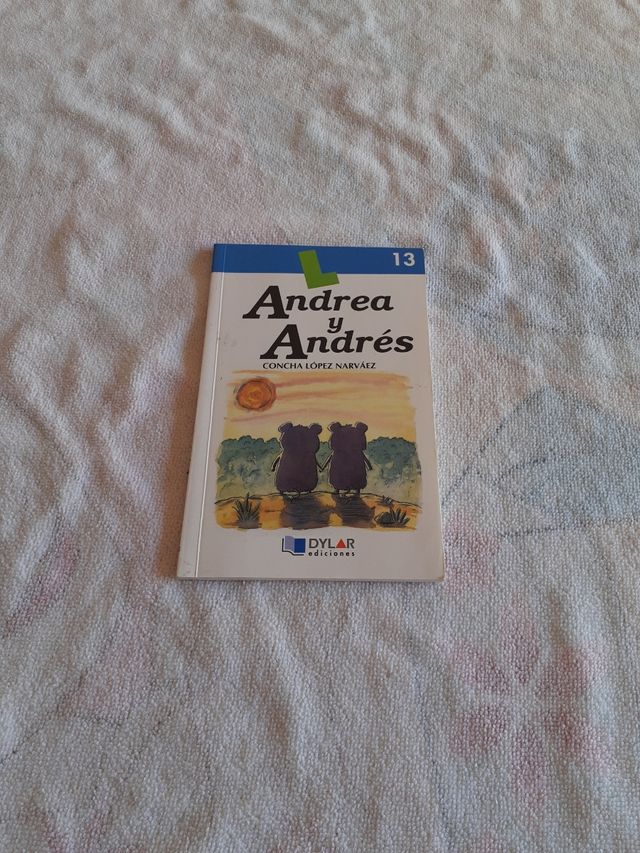 13
L
Andrea
y
Andrés
CONCHA LÓPEZ NARVÁEZ
DYLAR
ediciones